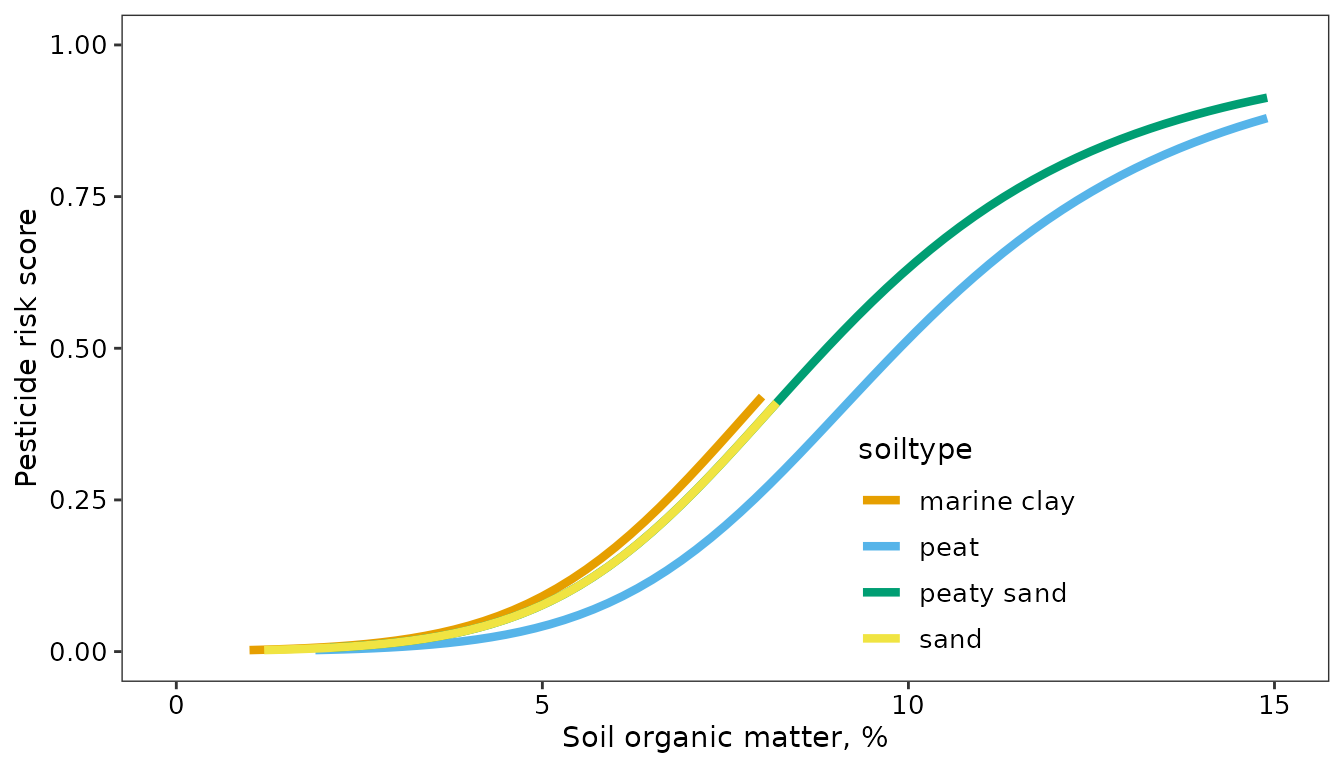 1.00
0.75
0.50
0.25
0.00
Pesticide risk score
soiltype
marine clay
peat
peaty sand
sand
0 5 10 15
Soil organic matter, %